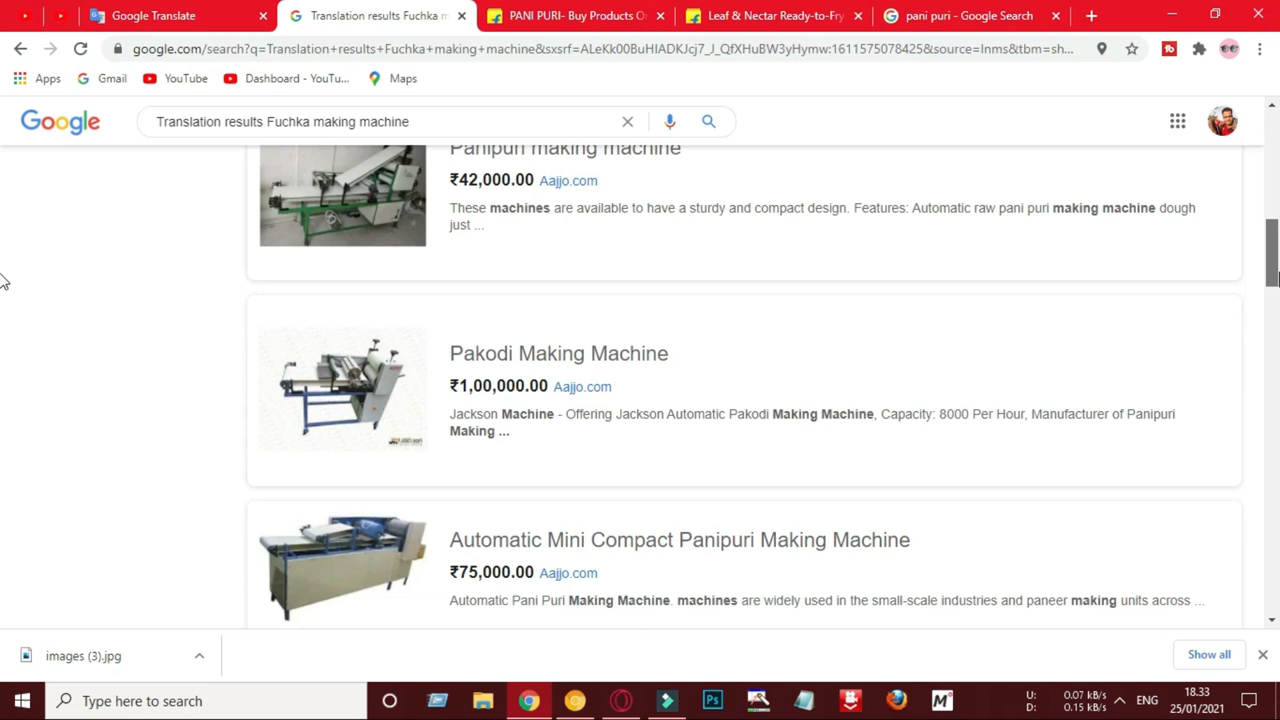 Google Translate
Translation results Fuchka m
PANI PURI- Buy Products O
Leaf & Nectar Ready-to-Fry
pani puri - Google Search
google.com/search?q=Translation+results+Fuchka+making+machine&sxsrf=ALeKk00BuHIADKJcj7_J_QfXHuBW3yHymw:1611575078425&source=lnms&tbm=sh...
Apps
Gmail
YouTube
Dashboard - YouTu...
Maps
Google
Translation results Fuchka making machine
Panipuri making machine
₹42,000.00 Aajjo.com
These machines are available to have a sturdy and compact design. Features: Automatic raw pani puri making machine dough
just ...
Pakodi Making Machine
₹1,00,000.00 Aajjo.com
Jackson Machine - Offering Jackson Automatic Pakodi Making Machine, Capacity: 8000 Per Hour, Manufacturer of Panipuri
Making ...
Automatic Mini Compact Panipuri Making Machine
₹75,000.00 Aajjo.com
Automatic Pani Puri Making Machine. machines are widely used in the small-scale industries and paneer making units across ...
images (3).jpg
Show all
Type here to search
Ps
U: 0.07 kB/s
D: 0.15 kB/s
ENG
18.33
25/01/2021